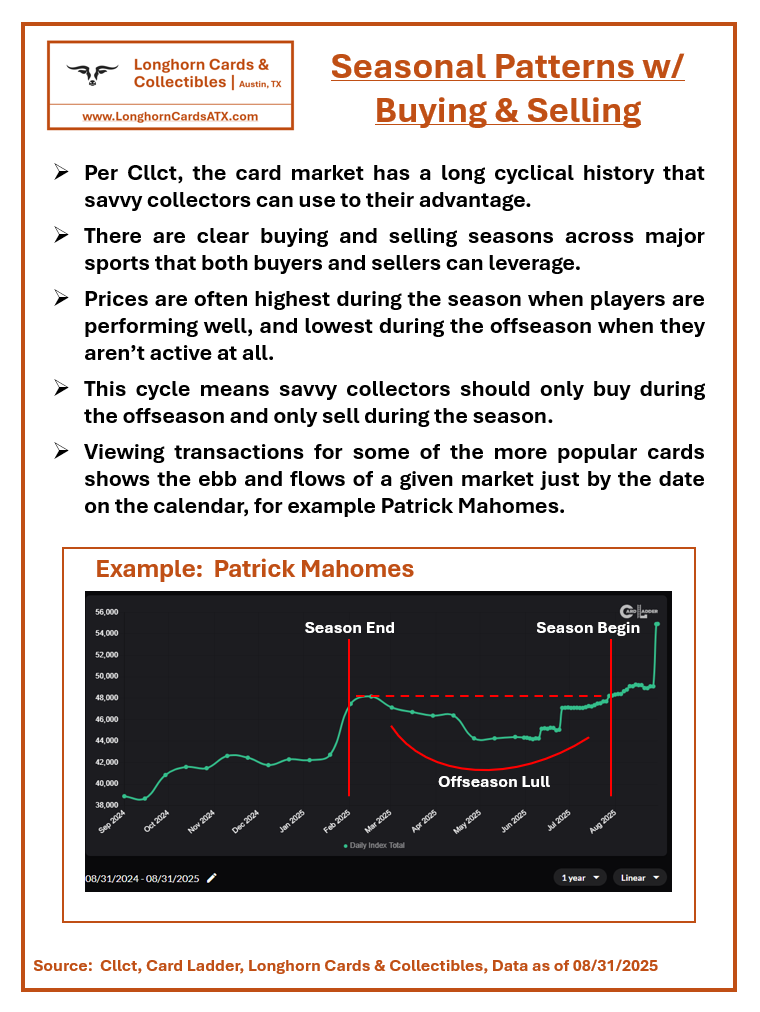 Longhorn Cards &
Collectibles | Austin, TX
www.LonghornCardsATX.com
Seasonal Patterns w/
Buying & Selling
Per Cllct, the card market has a long cyclical history that
savvy collectors can use to their advantage.
There are clear buying and selling seasons across major
sports that both buyers and sellers can leverage.
Prices are often highest during the season when players are
performing well, and lowest during the offseason when they
aren’t active at all.
This cycle means savvy collectors should only buy during
the offseason and only sell during the season.
Viewing transactions for some of the more popular cards
shows the ebb and flows of a given market just by the date
on the calendar, for example Patrick Mahomes.
Example: Patrick Mahomes
CARD LADDER
Season End
Season Begin
56,000
54,000
52,000
50,000
48,000
46,000
44,000
42,000
40,000
38,000
Offseason Lull
Sep 2024
Oct 2024
Nov 2024
Dec 2024
Jan 2025
Feb 2025
Mar 2025
Apr 2025
May 2025
Jun 2025
Jul 2025
Aug 2025
Daily Index Total
08/31/2024 - 08/31/2025
1 year
Linear
Source: Cllct, Card Ladder, Longhorn Cards & Collectibles, Data as of 08/31/2025